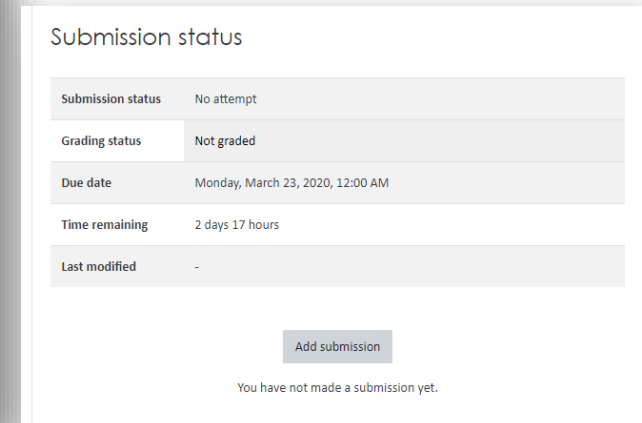 Submission status
Submission status No attempt
Grading status Not graded
Due date Monday, March 23, 2020, 12:00 AM
Time remaining 2 days 17 hours
Last modified -
Add submission
You have not made a submission yet.